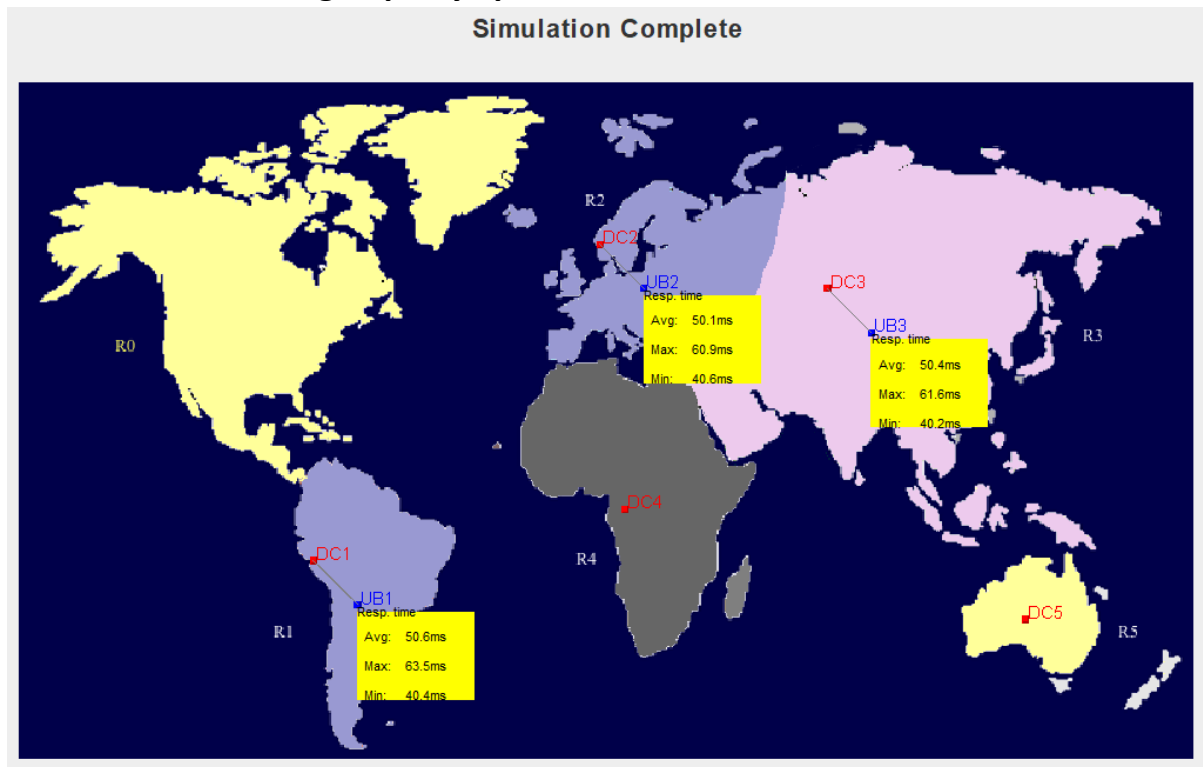 Simulation Complete
R2
DC2
UB2
Resp. time
Avg: 50.1ms
Max: 60.9ms
Min: 40.6ms
DC3
UB3
Resp. time
Avg: 50.4ms
Max: 61.6ms
Min: 40.2ms
R3
R0
DC4
R4
DC1
UB1
Resp. time
Avg: 50.6ms
Max: 63.5ms
Min: 40.4ms
R1
DC5
R5